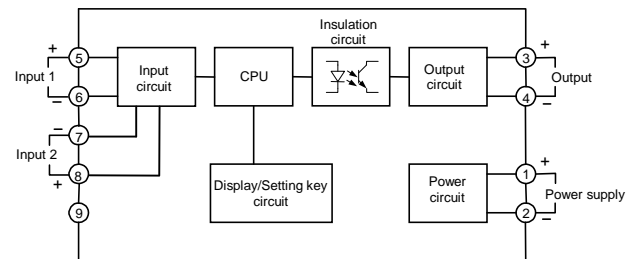 Insulation
circuit
+
5
Input 1
6
−
Input
circuit
CPU
Output
circuit
3
+
Output
4
−
−
7
Input 2
8
+
9
Display/Setting key
circuit
Power
circuit
1
+
Power supply
2
−